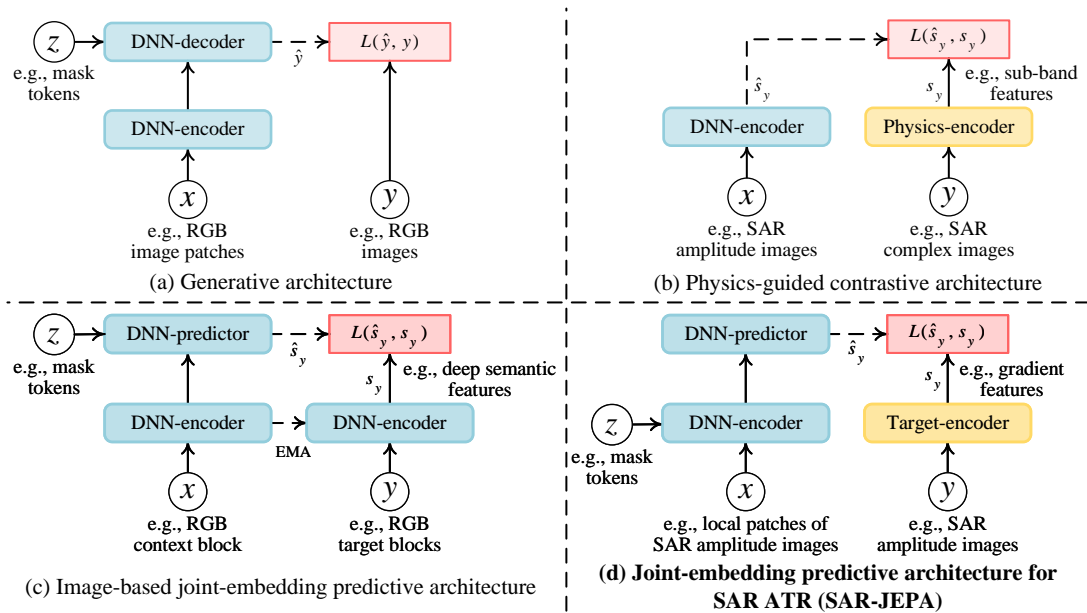 z
DNN-decoder
ŷ
L(ŷ, y)
e.g., mask
tokens
DNN-encoder
x
y
e.g., RGB
image patches
e.g., RGB
images
(a) Generative architecture
L(ŝ_y, s_y)
ŝ_y
s_y
e.g., sub-band
features
DNN-encoder
Physics-encoder
x
y
e.g., SAR
amplitude images
e.g., SAR
complex images
(b) Physics-guided contrastive architecture
z
DNN-predictor
ŝ_y
L(ŝ_y, s_y)
e.g., mask
tokens
s_y
e.g., deep semantic
features
DNN-encoder
EMA
DNN-encoder
x
y
e.g., RGB
context block
e.g., RGB
target blocks
(c) Image-based joint-embedding predictive architecture
DNN-predictor
ŝ_y
L(ŝ_y, s_y)
s_y
e.g., gradient
features
z
DNN-encoder
Target-encoder
e.g., mask
tokens
x
y
e.g., local patches of
SAR amplitude images
e.g., SAR
amplitude images
(d) Joint-embedding predictive architecture for
SAR ATR (SAR-JEPA)